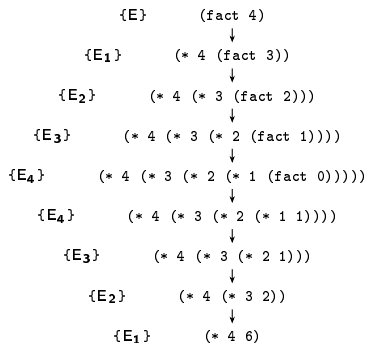 {E} (fact 4)
{E₁} (* 4 (fact 3))
{E₂} (* 4 (* 3 (fact 2)))
{E₃} (* 4 (* 3 (* 2 (fact 1))))
{E₄} (* 4 (* 3 (* 2 (* 1 (fact 0)))))
{E₄} (* 4 (* 3 (* 2 (* 1 1))))
{E₃} (* 4 (* 3 (* 2 1)))
{E₂} (* 4 (* 3 2))
{E₁} (* 4 6)